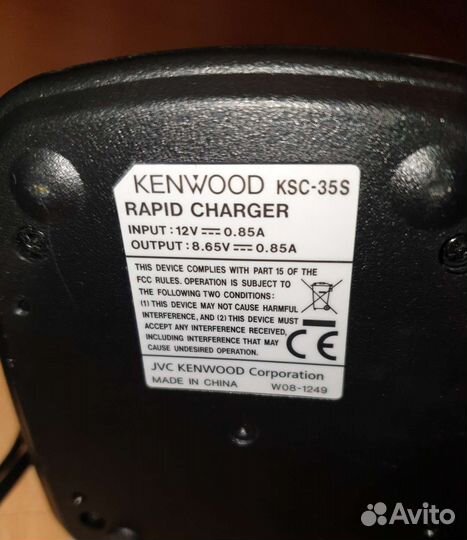 KENWOOD KSC-35S
RAPID CHARGER
INPUT : 12V⎓0.85A
OUTPUT : 8.65V⎓0.85A
THIS DEVICE COMPLIES WITH PART 15 OF THE
FCC RULES. OPERATION IS SUBJECT TO
THE FOLLOWING TWO CONDITIONS:
(1) THIS DEVICE MAY NOT CAUSE HARMFUL
INTERFERENCE, AND (2) THIS DEVICE MUST
ACCEPT ANY INTERFERENCE RECEIVED,
INCLUDING INTERFERENCE THAT MAY
CAUSE UNDESIRED OPERATION.
CE
JVC KENWOOD Corporation
MADE IN CHINA W08-1249
Avito